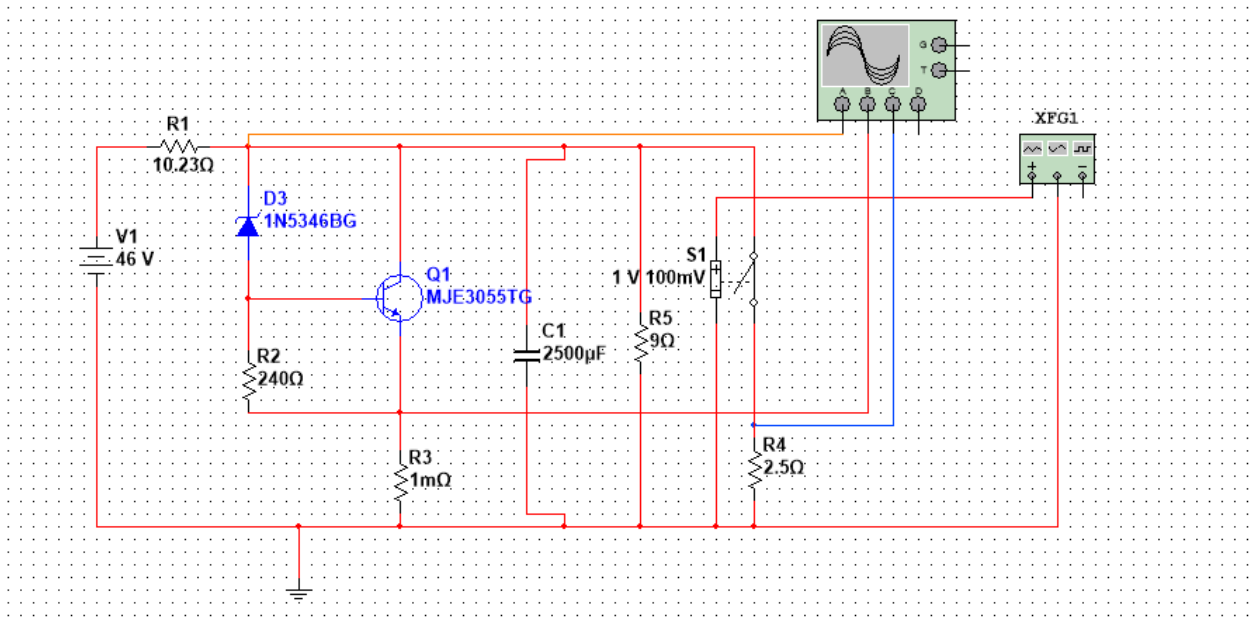 G
T
A B C D
XFG1
+ −
R1
10.23Ω
D3
1N5346BG
V1
46 V
Q1
MJE3055TG
S1
1 V 100mV
R5
9Ω
C1
2500µF
R2
240Ω
R4
2.5Ω
R3
1mΩ